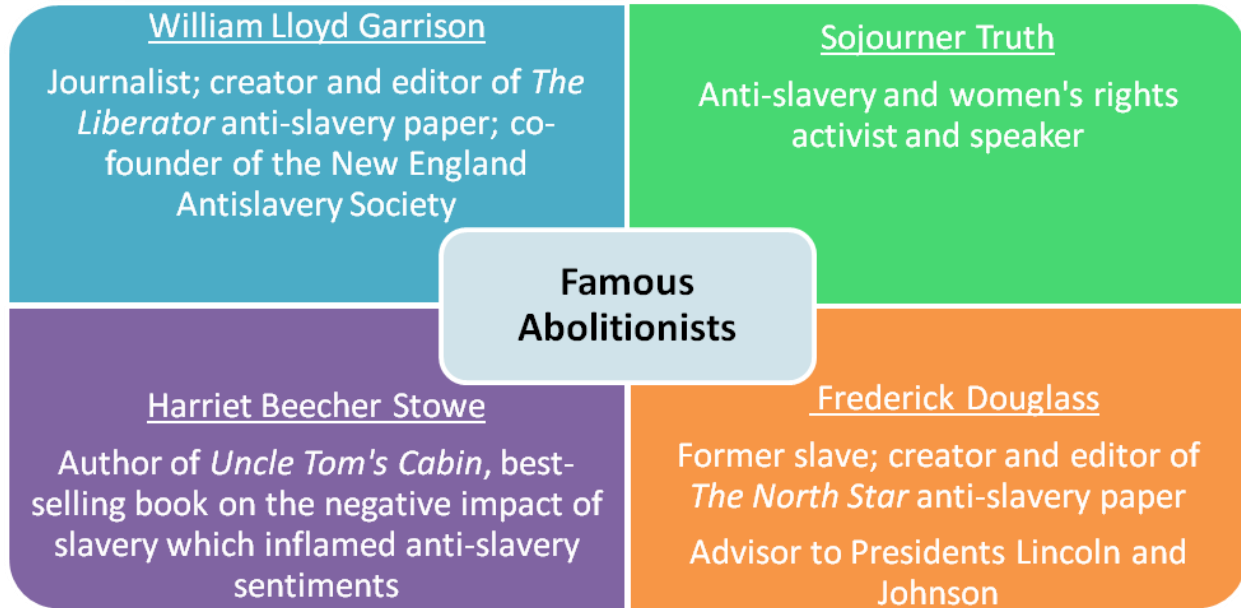 William Lloyd Garrison
Journalist; creator and editor of The
Liberator anti-slavery paper; co-
founder of the New England
Antislavery Society
Sojourner Truth
Anti-slavery and women's rights
activist and speaker
Famous
Abolitionists
Harriet Beecher Stowe
Author of Uncle Tom's Cabin, best-
selling book on the negative impact of
slavery which inflamed anti-slavery
sentiments
Frederick Douglass
Former slave; creator and editor of
The North Star anti-slavery paper
Advisor to Presidents Lincoln and
Johnson